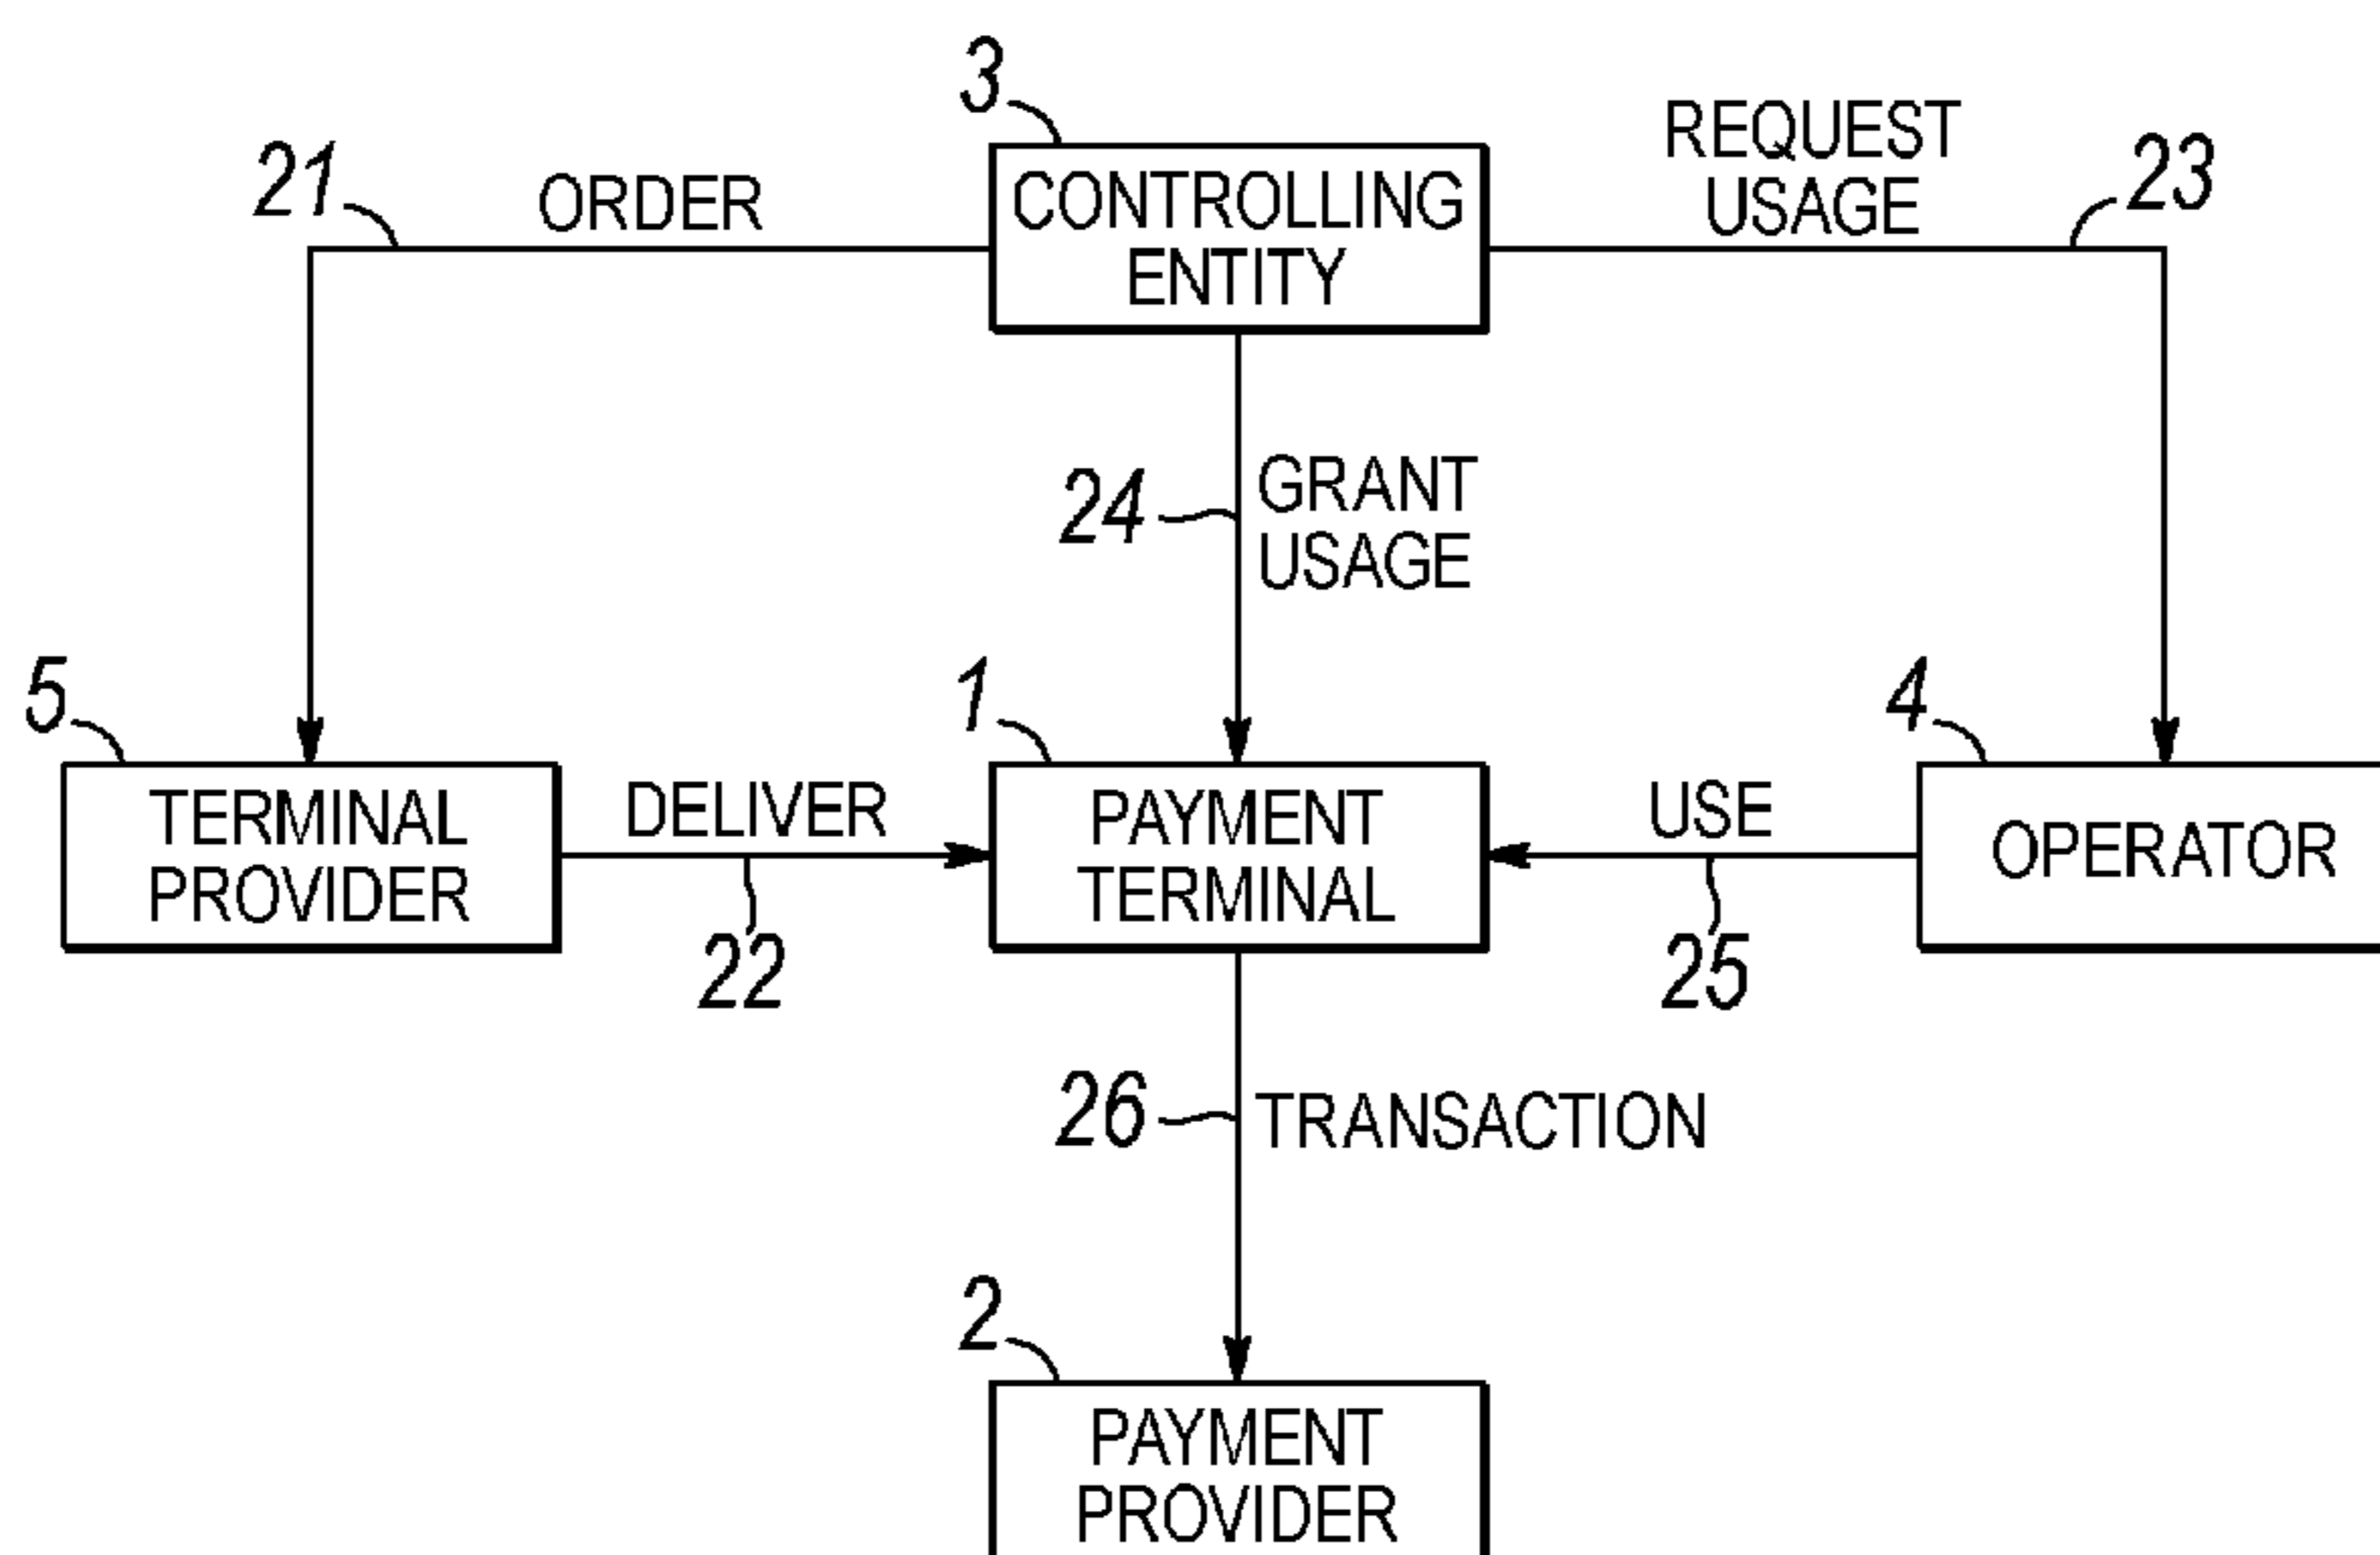 3
REQUEST
USAGE
23
21
ORDER
CONTROLLING
ENTITY
24
GRANT
USAGE
5
1
4
TERMINAL
PROVIDER
DELIVER
22
PAYMENT
TERMINAL
USE
25
OPERATOR
26
TRANSACTION
2
PAYMENT
PROVIDER